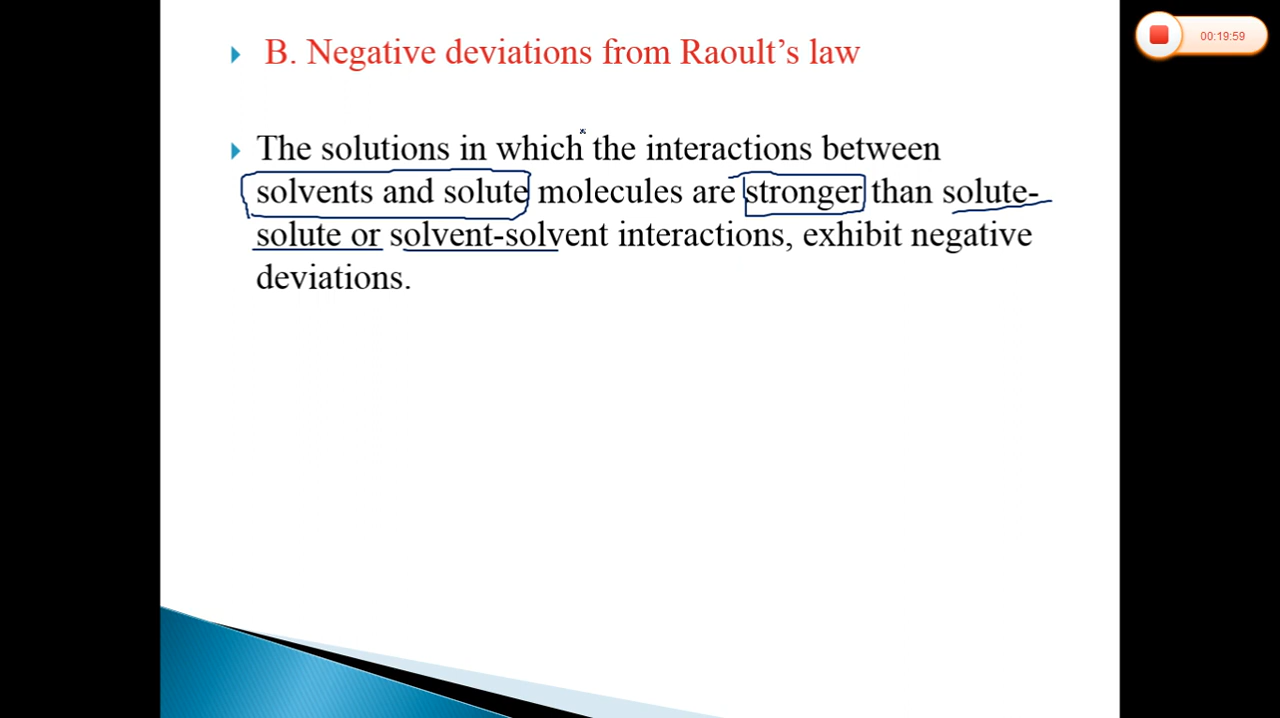 00:19:59
B. Negative deviations from Raoult’s law
The solutions in which the interactions between
solvents and solute molecules are stronger than solute-
solute or solvent-solvent interactions, exhibit negative
deviations.